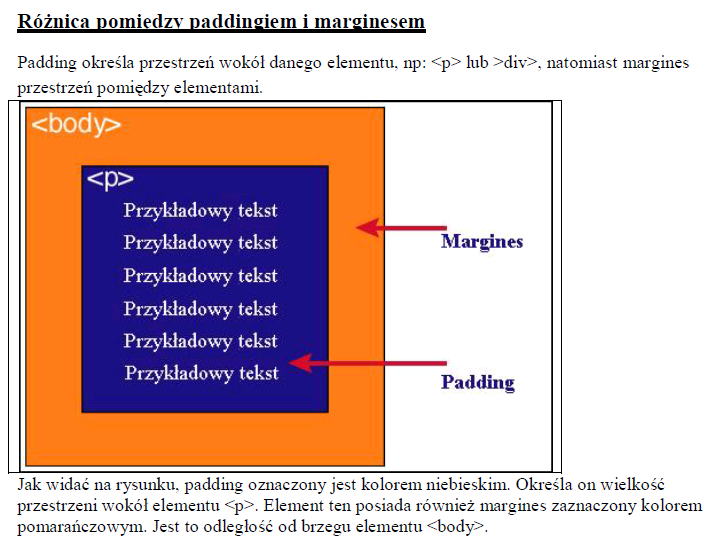 Różnica pomiedzy paddingiem i marginesem
Padding określa przestrzeń wokół danego elementu, np: <p> lub >div>, natomiast margines
przestrzeń pomiędzy elementami.
<body>
<p>
Przykładowy tekst
Przykładowy tekst
Margines
Przykładowy tekst
Przykładowy tekst
Przykładowy tekst
Przykładowy tekst
Padding
Jak widać na rysunku, padding oznaczony jest kolorem niebieskim. Określa on wielkość
przestrzeni wokół elementu <p>. Element ten posiada również margines zaznaczony kolorem
pomarańczowym. Jest to odległość od brzegu elementu <body>.